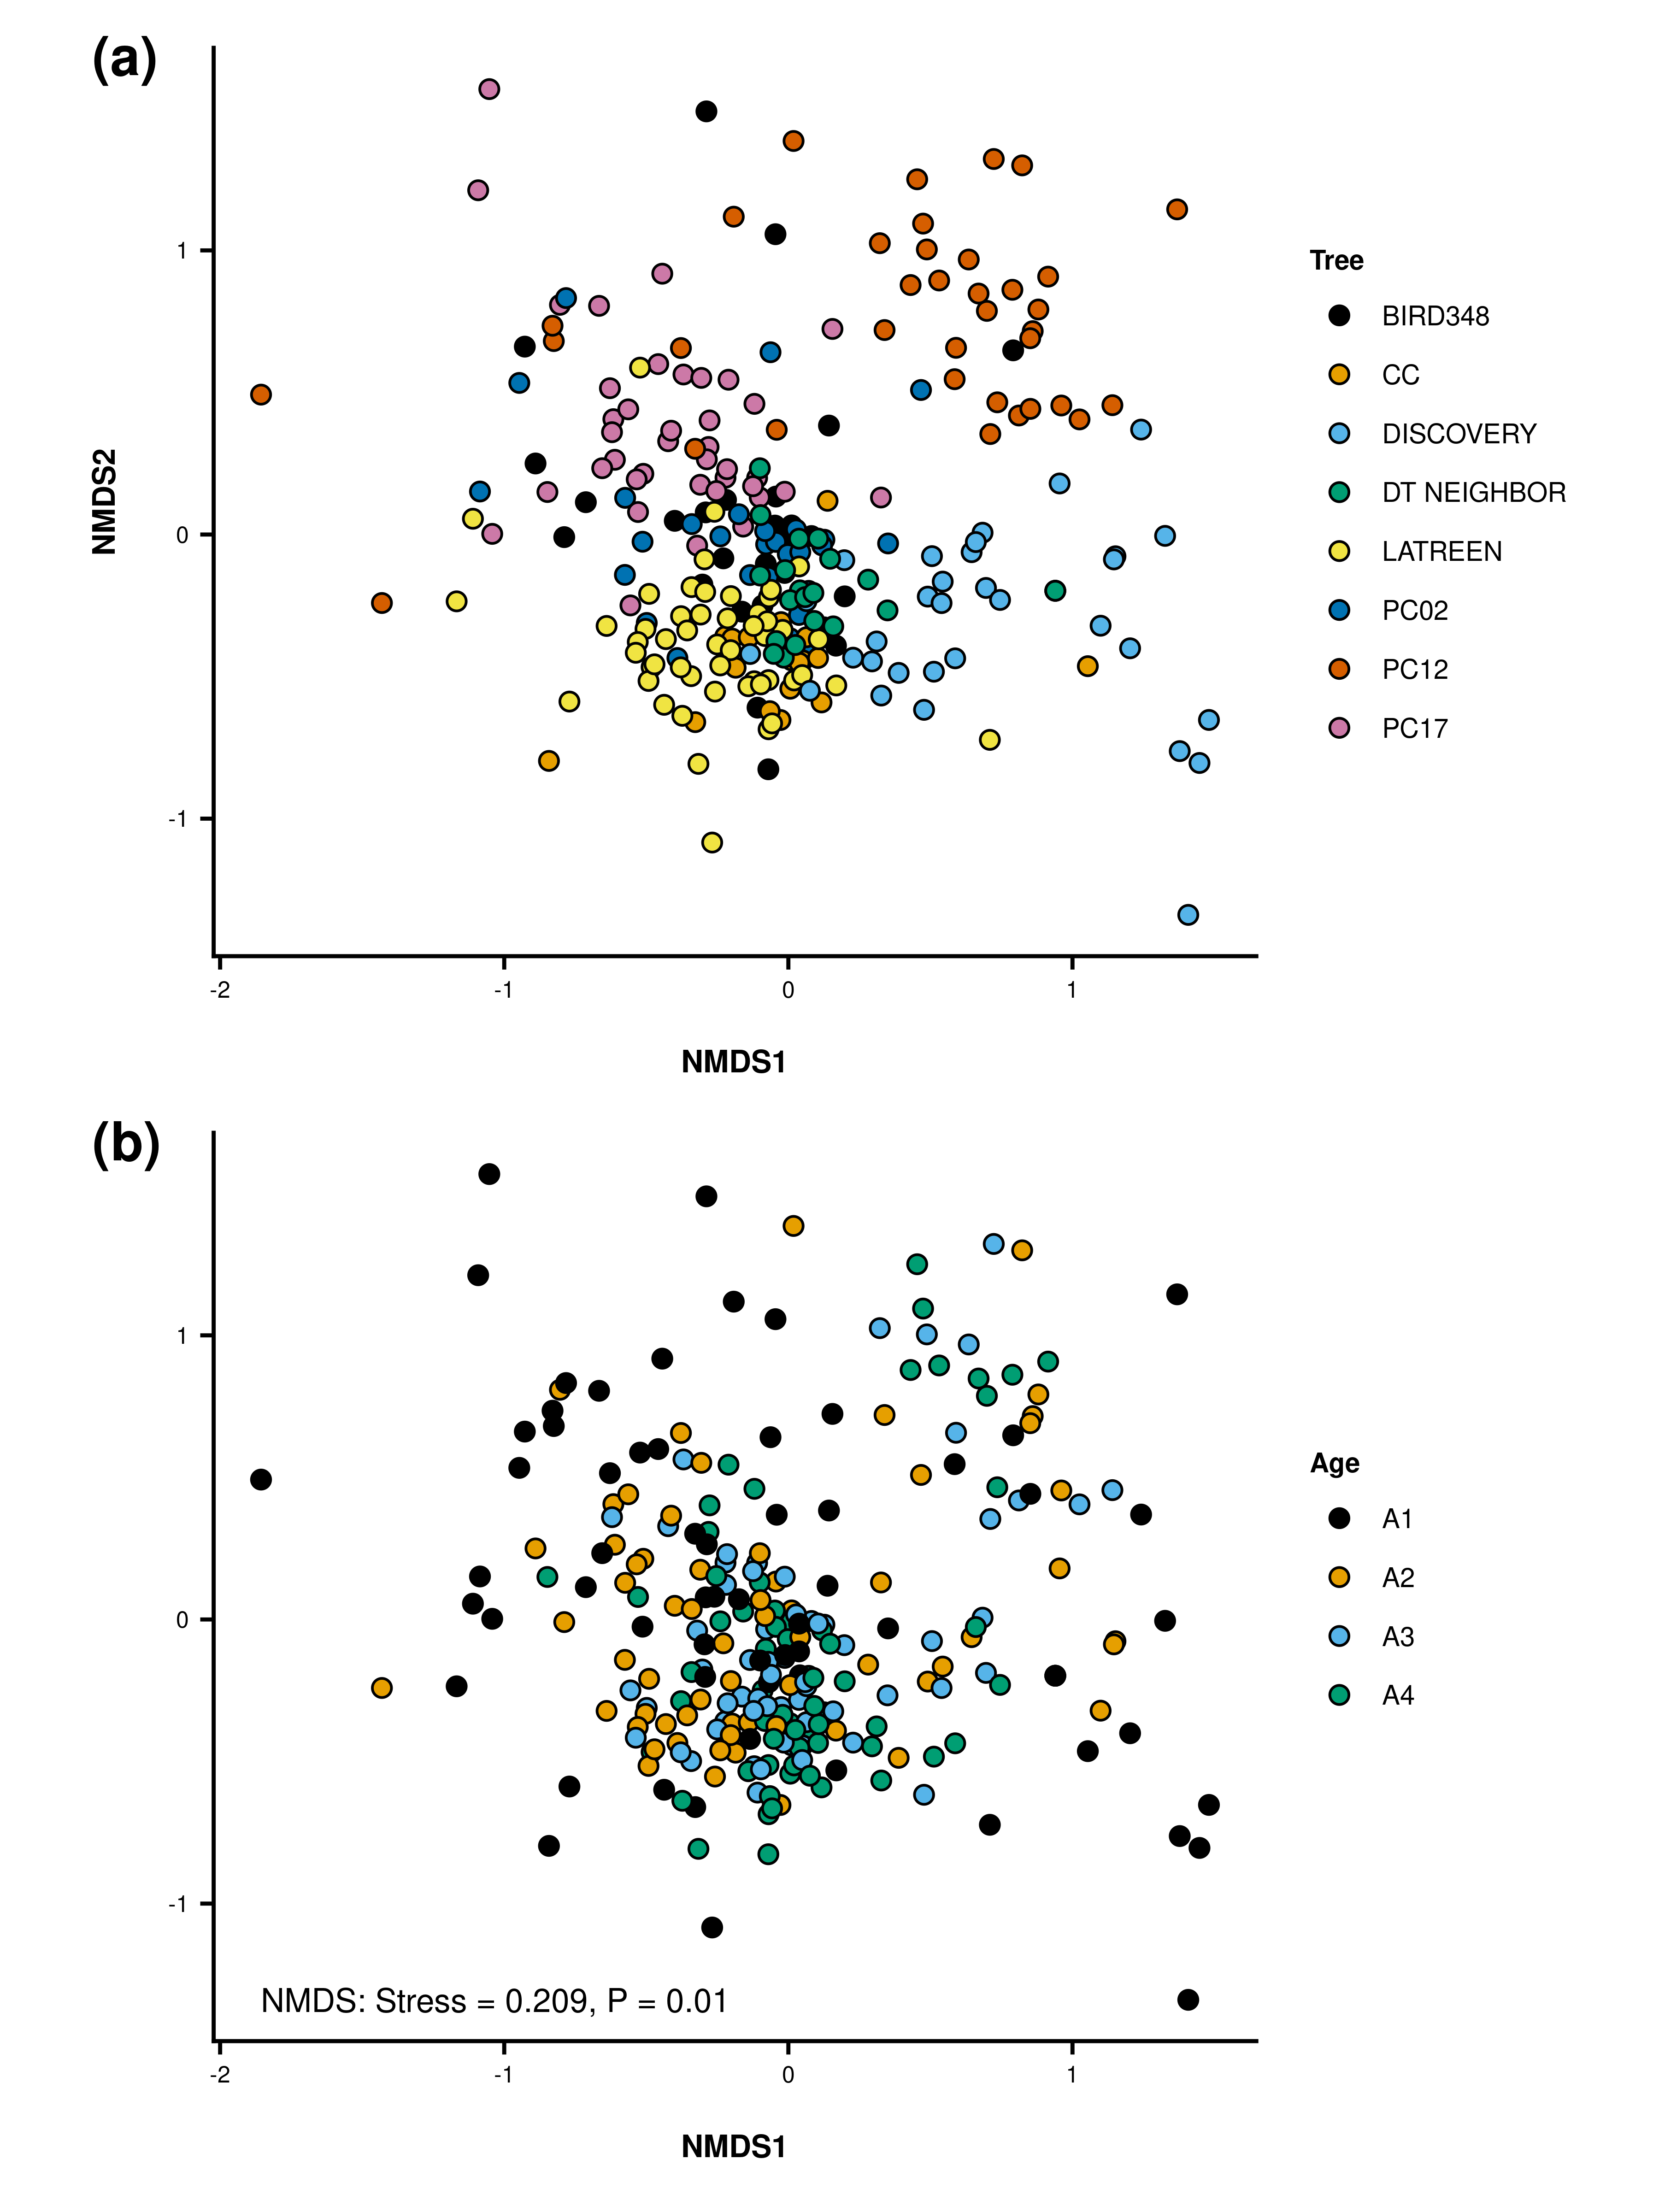 (a)
NMDS2
1
0
-1
-2
-1
0
1
NMDS1
Tree
BIRD348
CC
DISCOVERY
DT NEIGHBOR
LATREEN
PC02
PC12
PC17
(b)
1
0
-1
NMDS: Stress = 0.209, P = 0.01
-2
-1
0
1
NMDS1
Age
A1
A2
A3
A4